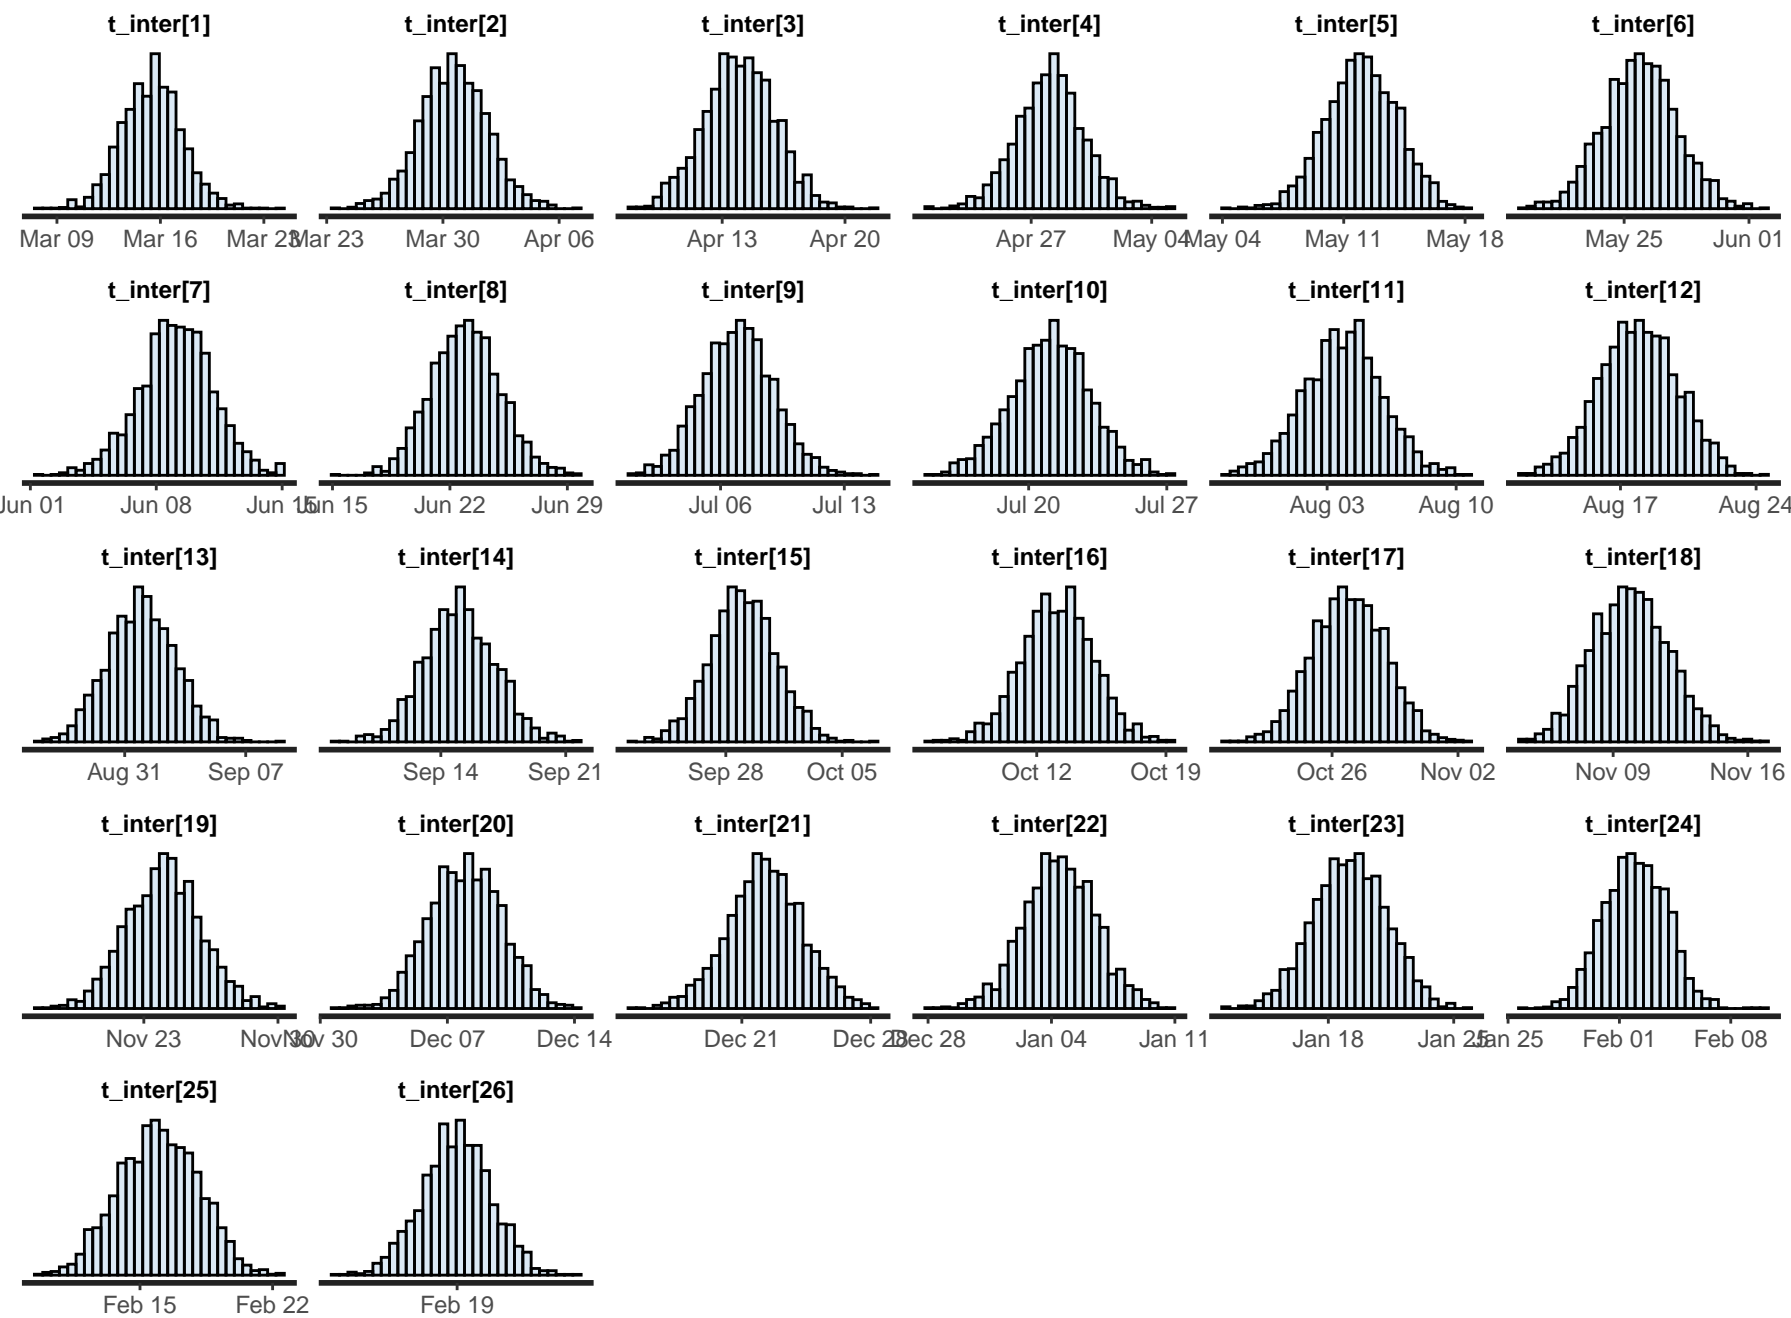 t_inter[1] t_inter[2] t_inter[3] t_inter[4] t_inter[5] t_inter[6]
Mar 09 Mar 16 Mar 23 Mar 23 Mar 30 Apr 06 Apr 13 Apr 20 Apr 27 May 04 May 04 May 11 May 18 May 25 Jun 01
t_inter[7] t_inter[8] t_inter[9] t_inter[10] t_inter[11] t_inter[12]
Jun 01 Jun 08 Jun 15 Jun 15 Jun 22 Jun 29 Jul 06 Jul 13 Jul 20 Jul 27 Aug 03 Aug 10 Aug 17 Aug 24
t_inter[13] t_inter[14] t_inter[15] t_inter[16] t_inter[17] t_inter[18]
Aug 31 Sep 07 Sep 14 Sep 21 Sep 28 Oct 05 Oct 12 Oct 19 Oct 26 Nov 02 Nov 09 Nov 16
t_inter[19] t_inter[20] t_inter[21] t_inter[22] t_inter[23] t_inter[24]
Nov 23 Nov 30 Nov 30 Dec 07 Dec 14 Dec 21 Dec 28 Dec 28 Jan 04 Jan 11 Jan 18 Jan 25 Jan 25 Feb 01 Feb 08
t_inter[25] t_inter[26]
Feb 15 Feb 22 Feb 19